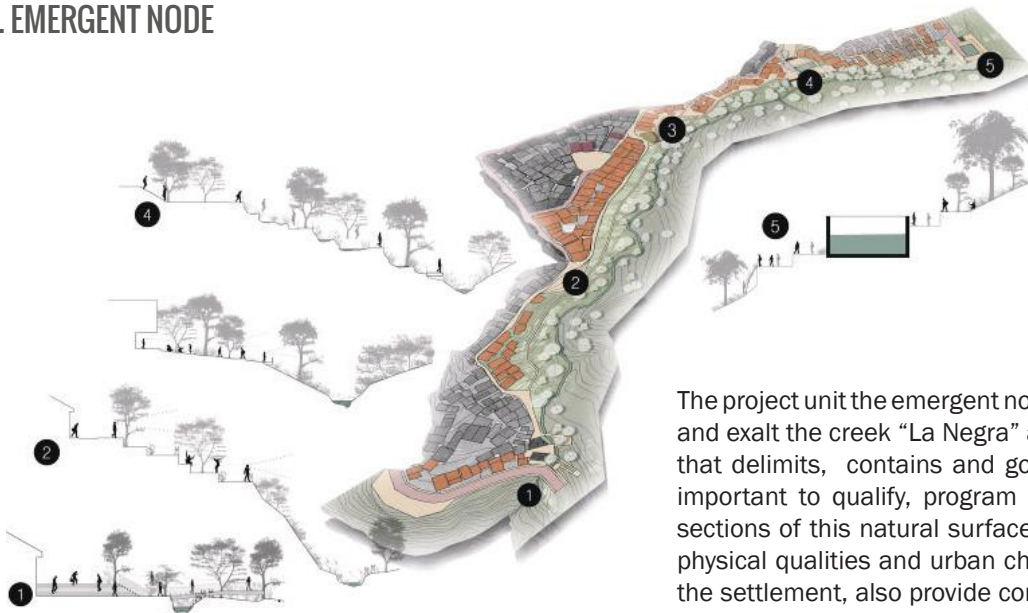 . EMERGENT NODE
5
4
3
4
5
2
2
1
1
The project unit the emergent no
and exalt the creek “La Negra”
that delimits, contains and go
important to qualify, program
sections of this natural surface
physical qualities and urban ch
the settlement, also provide con